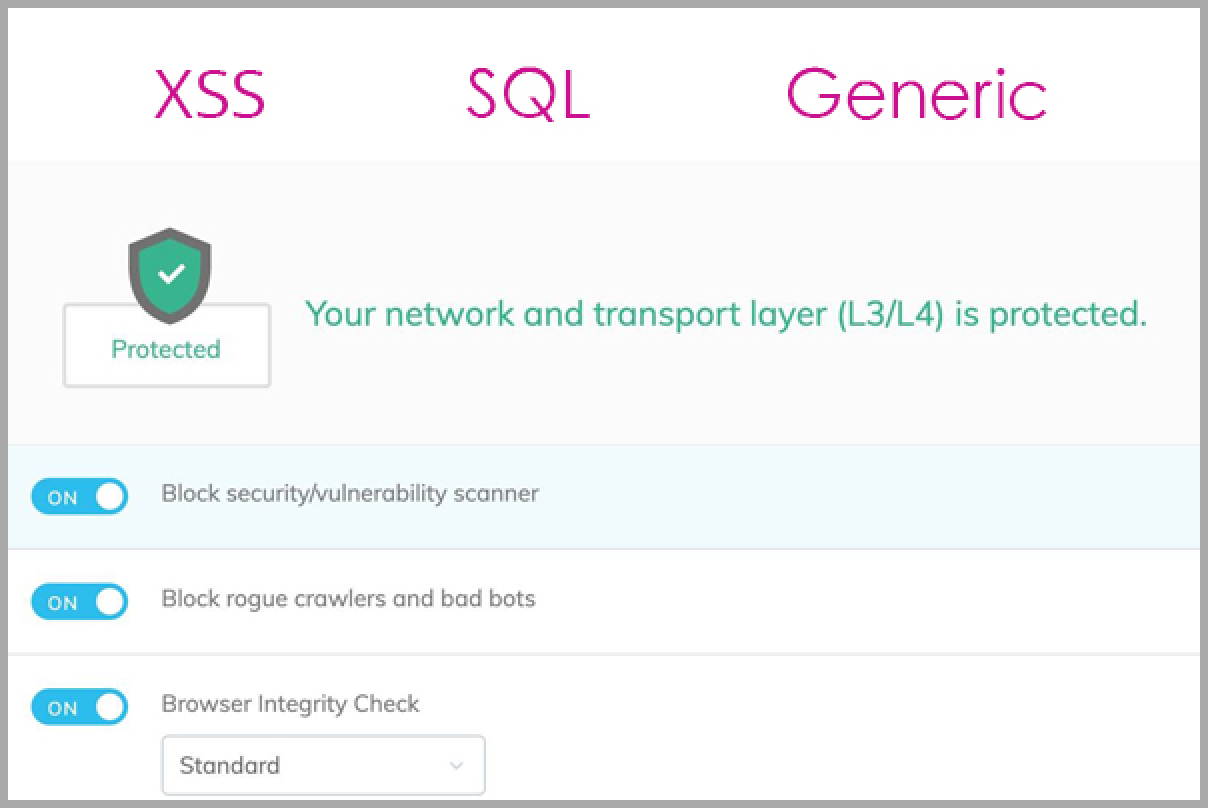 XSS SQL Generic
Your network and transport layer (L3/L4) is protected.
Protected
ON Block security/vulnerability scanner
ON Block rogue crawlers and bad bots
ON Browser Integrity Check
Standard